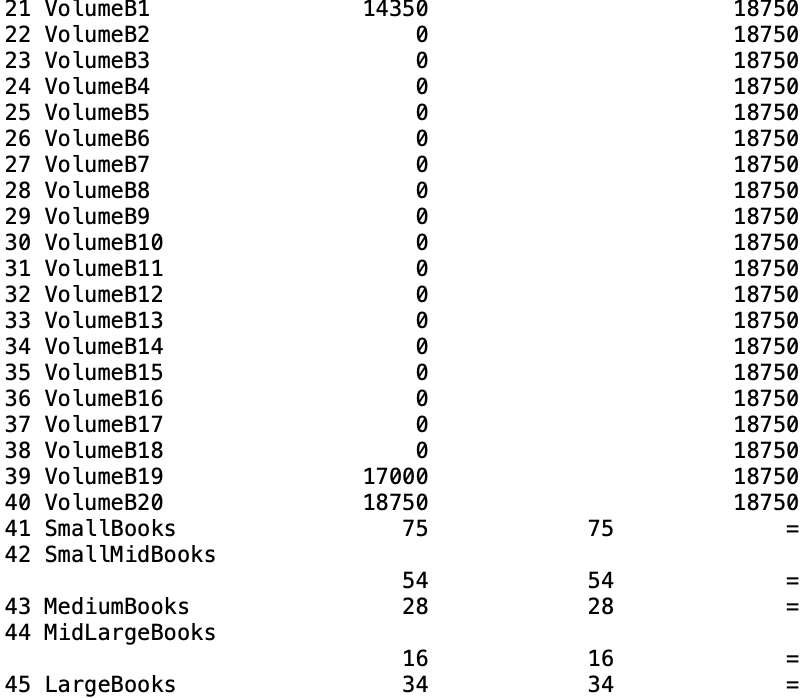 21 VolumeB1 14350 18750
22 VolumeB2 0 18750
23 VolumeB3 0 18750
24 VolumeB4 0 18750
25 VolumeB5 0 18750
26 VolumeB6 0 18750
27 VolumeB7 0 18750
28 VolumeB8 0 18750
29 VolumeB9 0 18750
30 VolumeB10 0 18750
31 VolumeB11 0 18750
32 VolumeB12 0 18750
33 VolumeB13 0 18750
34 VolumeB14 0 18750
35 VolumeB15 0 18750
36 VolumeB16 0 18750
37 VolumeB17 0 18750
38 VolumeB18 0 18750
39 VolumeB19 17000 18750
40 VolumeB20 18750 18750
41 SmallBooks 75 75 =
42 SmallMidBooks
54 54 =
43 MediumBooks 28 28 =
44 MidLargeBooks
16 16 =
45 LargeBooks 34 34 =